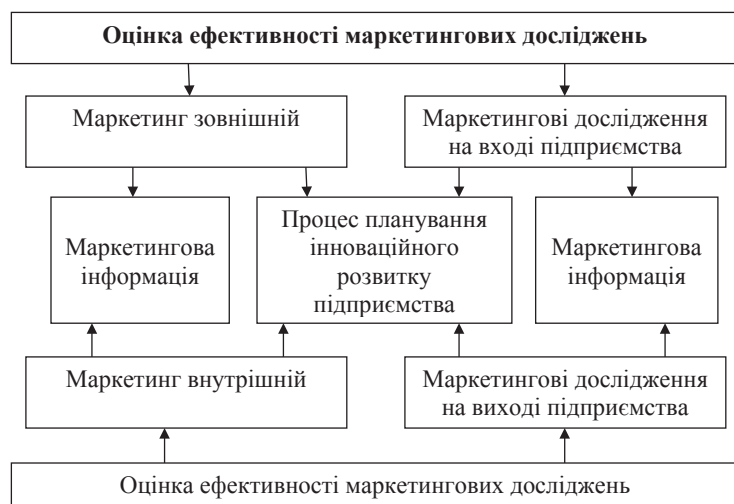 Оцінка ефективності маркетингових досліджень
Маркетинг зовнішній
Маркетингові дослідження
на вході підприємства
Маркетингова
інформація
Процес планування
інноваційного
розвитку
підприємства
Маркетингова
інформація
Маркетинг внутрішній
Маркетингові дослідження
на виході підприємства
Оцінка ефективності маркетингових досліджень